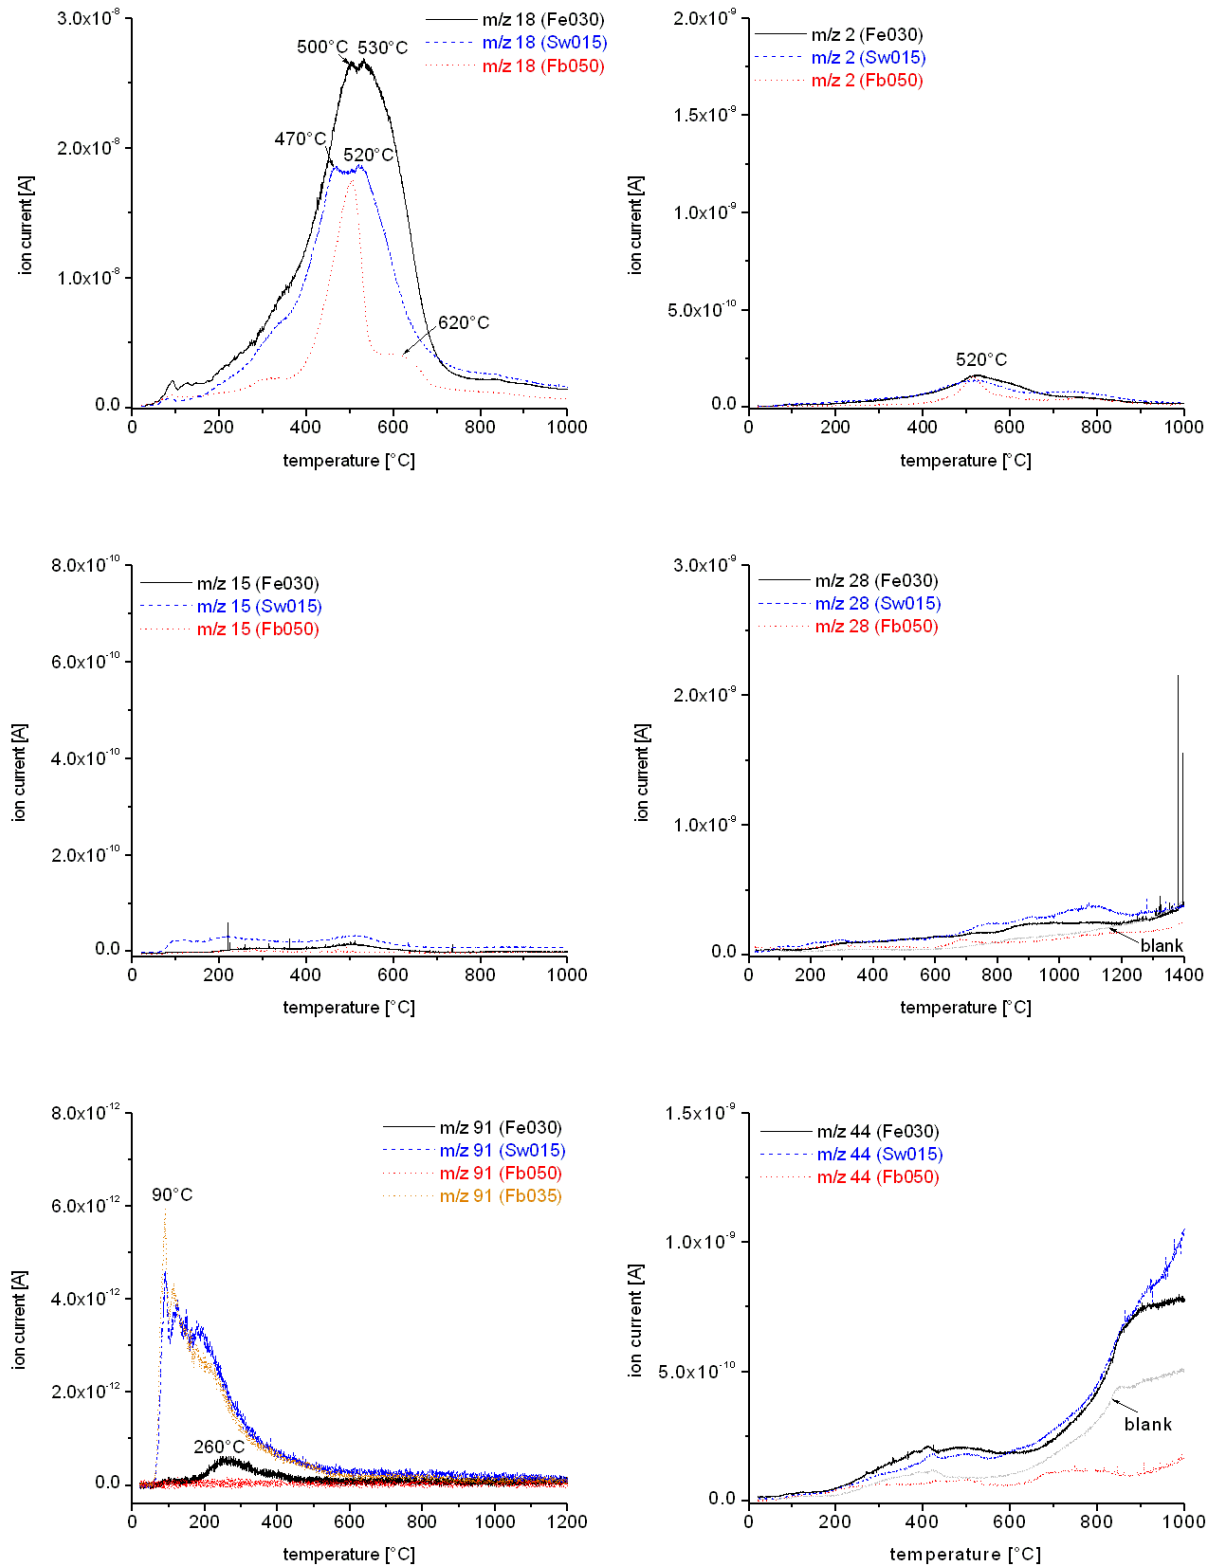 3.0x10⁻⁸
2.0x10⁻⁸
1.0x10⁻⁸
0.0
ion current [A]
m/z 18 (Fe030)
m/z 18 (Sw015)
m/z 18 (Fb050)
500°C 530°C
470°C
520°C
620°C
0 200 400 600 800 1000
temperature [°C]
2.0x10⁻⁹
1.5x10⁻⁹
1.0x10⁻⁹
5.0x10⁻¹⁰
0.0
ion current [A]
m/z 2 (Fe030)
m/z 2 (Sw015)
m/z 2 (Fb050)
520°C
0 200 400 600 800 1000
temperature [°C]
8.0x10⁻¹⁰
6.0x10⁻¹⁰
4.0x10⁻¹⁰
2.0x10⁻¹⁰
0.0
ion current [A]
m/z 15 (Fe030)
m/z 15 (Sw015)
m/z 15 (Fb050)
0 200 400 600 800 1000
temperature [°C]
3.0x10⁻⁹
2.0x10⁻⁹
1.0x10⁻⁹
0.0
ion current [A]
m/z 28 (Fe030)
m/z 28 (Sw015)
m/z 28 (Fb050)
blank
0 200 400 600 800 1000 1200 1400
temperature [°C]
8.0x10⁻¹²
6.0x10⁻¹²
4.0x10⁻¹²
2.0x10⁻¹²
0.0
ion current [A]
m/z 91 (Fe030)
m/z 91 (Sw015)
m/z 91 (Fb050)
m/z 91 (Fb035)
90°C
260°C
0 200 400 600 800 1000 1200
temperature [°C]
1.5x10⁻⁹
1.0x10⁻⁹
5.0x10⁻¹⁰
0.0
ion current [A]
m/z 44 (Fe030)
m/z 44 (Sw015)
m/z 44 (Fb050)
blank
0 200 400 600 800 1000
temperature [°C]